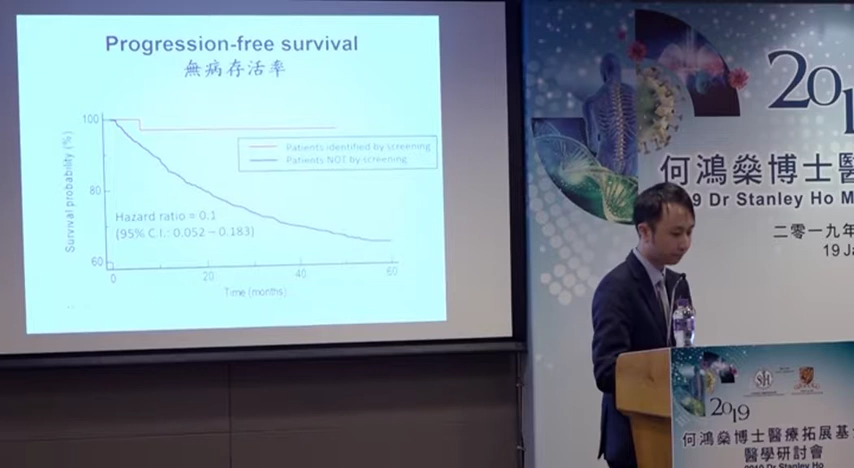 Progression-free survival
無病存活率
Survival probability (%)
100
80
60
Patients identified by screening
Patients NOT by screening
Hazard ratio = 0.1
(95% C.I.: 0.052 – 0.183)
0
20
40
60
Time (months)
2019
何鴻燊博士醫
9 Dr Stanley Ho M
二零一九年
19 Ja
2019
何鴻燊博士醫療拓展基
醫學研討會
2019 Dr Stanley Ho